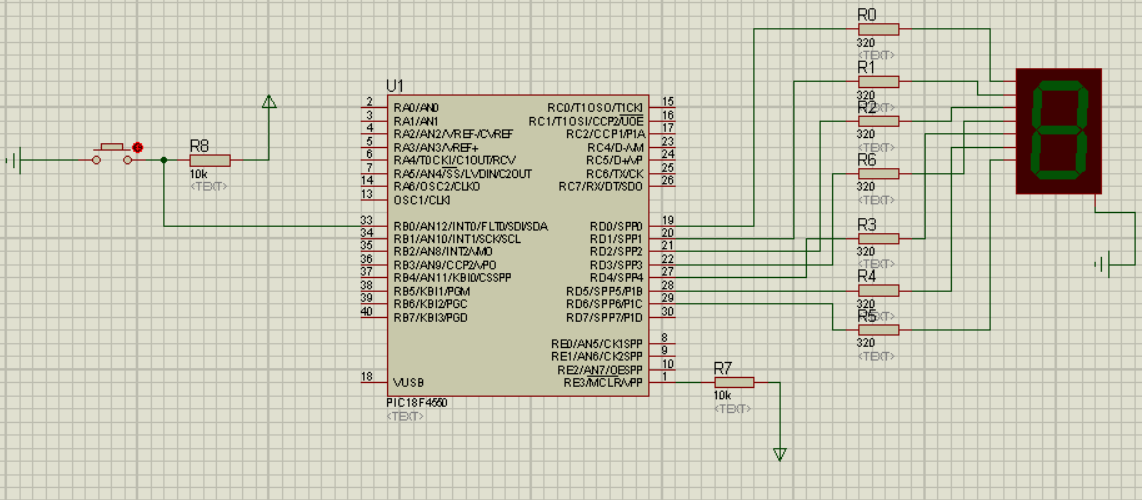 R8
10k
<TEXT>
U1
2 RA0/AN0
3 RA1/AN1
4 RA2/AN2/VREF-/CVREF
5 RA3/AN3/VREF+
6 RA4/T0CKI/C1OUT/RCV
7 RA5/AN4/SS/LVDIN/C2OUT
14 RA6/OSC2/CLKO
13 OSC1/CLKI
33 RB0/AN12/INT0/FLT0/SDI/SDA
34 RB1/AN10/INT1/SCK/SCL
35 RB2/AN8/INT2/VMO
36 RB3/AN9/CCP2/VPO
37 RB4/AN11/KBI0/CSSPP
38 RB5/KBI1/PGM
39 RB6/KBI2/PGC
40 RB7/KBI3/PGD
18 VUSB
RC0/T1OSO/T1CKI 15
RC1/T1OSI/CCP2/UOE 16
RC2/CCP1/P1A 17
RC4/D-/VM 23
RC5/D+/VP 24
RC6/TX/CK 25
RC7/RX/DT/SDO 26
RD0/SPP0 19
RD1/SPP1 20
RD2/SPP2 21
RD3/SPP3 22
RD4/SPP4 27
RD5/SPP5/P1B 28
RD6/SPP6/P1C 29
RD7/SPP7/P1D 30
RE0/AN5/CK1SPP 8
RE1/AN6/CK2SPP 9
RE2/AN7/OESPP 10
RE3/MCLR/VPP 1
PIC18F4550
<TEXT>
R7
10k
<TEXT>
R0
320
<TEXT>
R1
320
<TEXT>
R2
320
<TEXT>
R6
320
<TEXT>
R3
320
<TEXT>
R4
320
<TEXT>
R5
320
<TEXT>
8